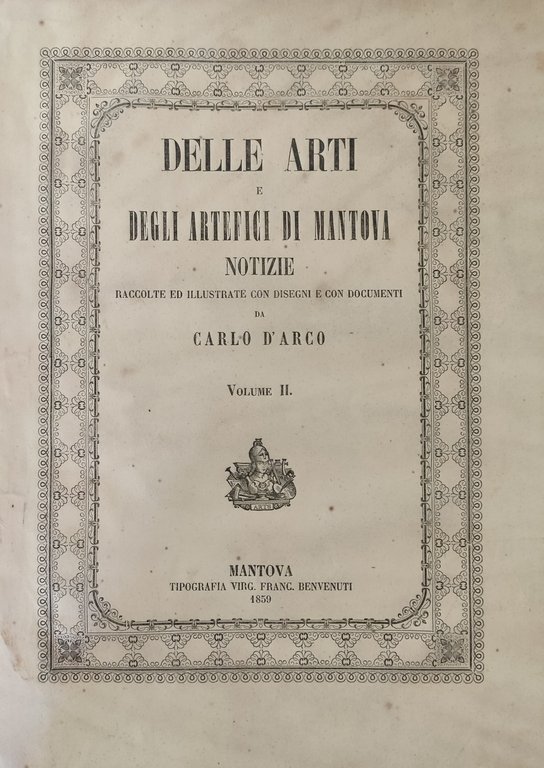 DELLE ARTI
E
DEGLI ARTEFICI DI MANTOVA
NOTIZIE
RACCOLTE ED ILLUSTRATE CON DISEGNI E CON DOCUMENTI
DA
CARLO D'ARCO
VOLUME II.
ARTI
MANTOVA
TIPOGRAFIA VIRG. FRANC. BENVENUTI
1859